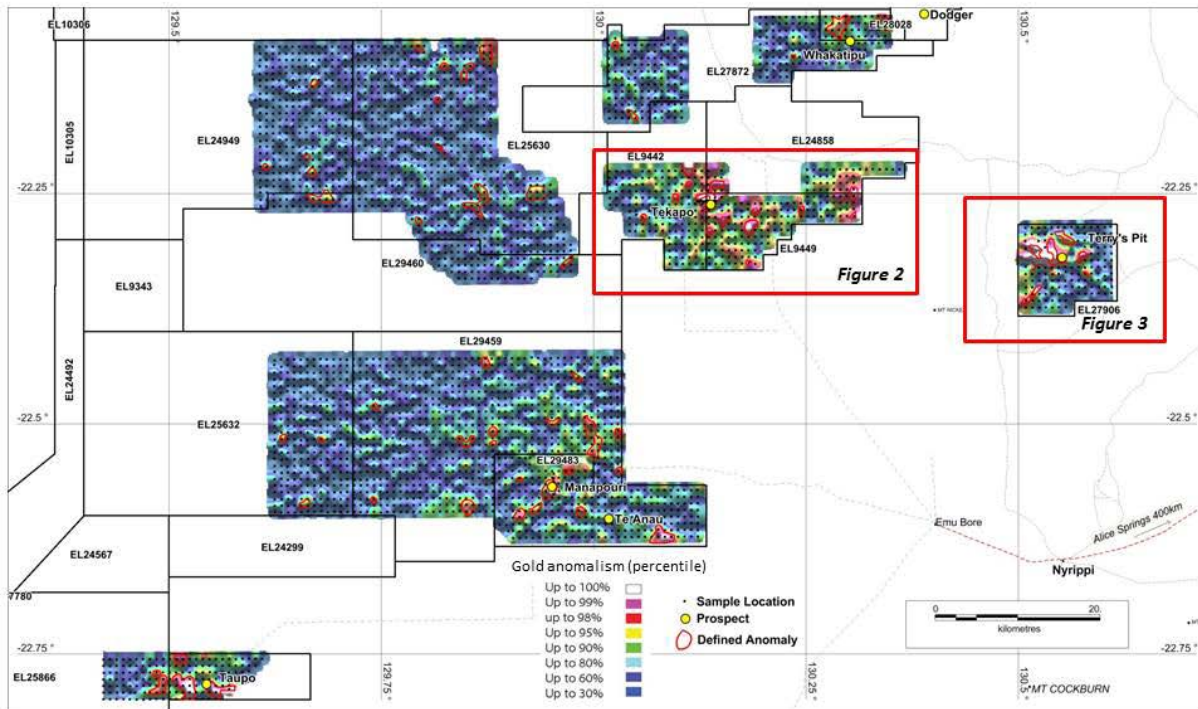 EL10306
129.5 °
130 °
Dodger
130.5 °
EL28028
Whakatipu
EL27872
EL10305
EL24949
EL25630
EL24858
EL9442
-22.25 °
-22.25 °
Tekapo
Terry's Pit
EL9449
EL29460
Figure 2
EL9343
EL27906
Figure 3
EL29459
EL24492
-22.5 °
-22.5 °
EL25632
EL29483
Manapouri
Te Anau
Emu Bore
Alice Springs 400km
EL24567
EL24299
Nyrippi
Gold anomalism (percentile)
Up to 100%
Up to 99%
up to 98%
Up to 95%
Up to 90%
Up to 80%
Up to 60%
Up to 30%
Sample Location
Prospect
Defined Anomaly
0 20
kilometres
7780
-22.75 °
-22.75 °
EL25866
Taupo
129.75 °
130.25 °
130.5 °
MT COCKBURN